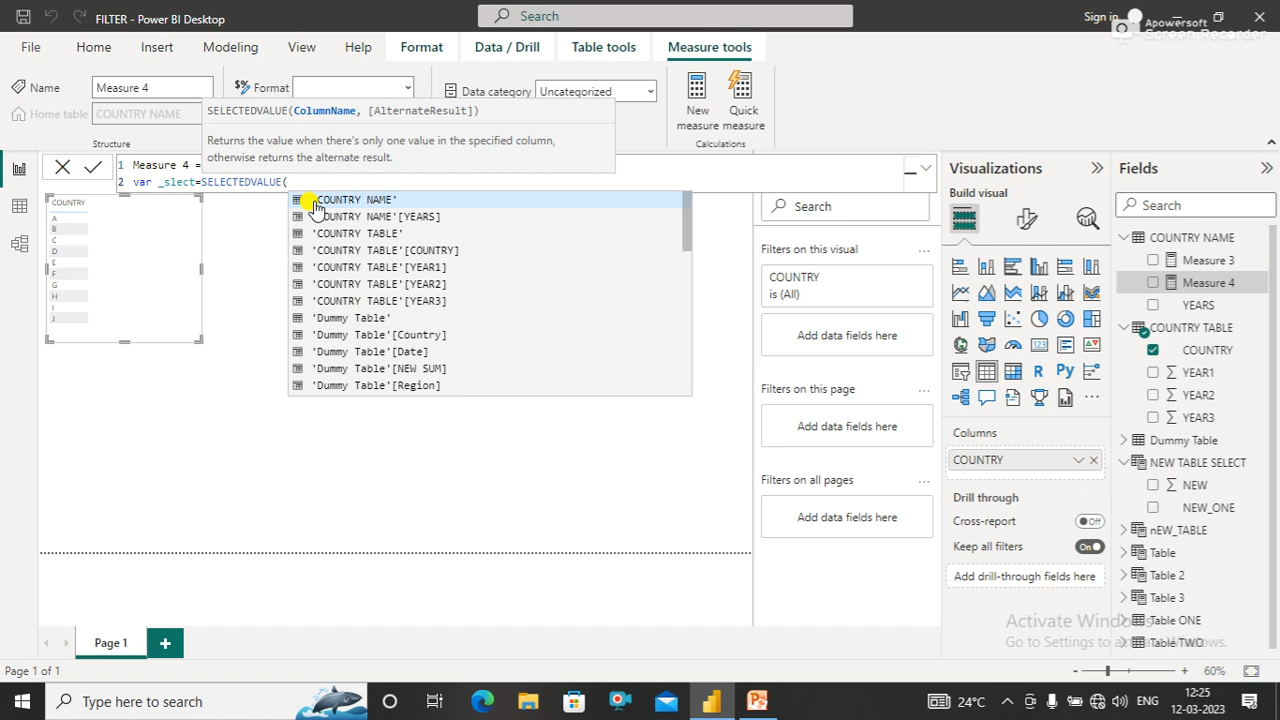 FILTER - Power BI Desktop
Search
Sign in
Apowersoft
Screen Recorder
File
Home
Insert
Modeling
View
Help
Format
Data / Drill
Table tools
Measure tools
Name
Measure 4
Format
Data category
Uncategorized
Home table
COUNTRY NAME
New
measure
Quick
measure
Structure
Calculations
SELECTEDVALUE(ColumnName, [AlternateResult])
Returns the value when there's only one value in the specified column,
otherwise returns the alternate result.
1 Measure 4 =
2 var _slect=SELECTEDVALUE(
'COUNTRY NAME'
'COUNTRY NAME'[YEARS]
'COUNTRY TABLE'
'COUNTRY TABLE'[COUNTRY]
'COUNTRY TABLE'[YEAR1]
'COUNTRY TABLE'[YEAR2]
'COUNTRY TABLE'[YEAR3]
'Dummy Table'
'Dummy Table'[Country]
'Dummy Table'[Date]
'Dummy Table'[NEW SUM]
'Dummy Table'[Region]
COUNTRY
A
B
C
D
E
F
G
H
I
J
Search
Filters on this visual
...
COUNTRY
is (All)
Add data fields here
Filters on this page
...
Add data fields here
Filters on all pages
...
Add data fields here
Visualizations
Build visual
123
R
Py
...
Columns
COUNTRY
Drill through
Cross-report
Off
Keep all filters
On
Add drill-through fields here
Fields
Search
COUNTRY NAME
Measure 3
Measure 4
YEARS
COUNTRY TABLE
COUNTRY
YEAR1
YEAR2
YEAR3
Dummy Table
NEW TABLE SELECT
NEW
NEW_ONE
nEW_TABLE
Table
Table 2
Table 3
Table ONE
Table TWO
Page 1
Page 1 of 1
60%
Type here to search
24°C
ENG
12:25
12-03-2023